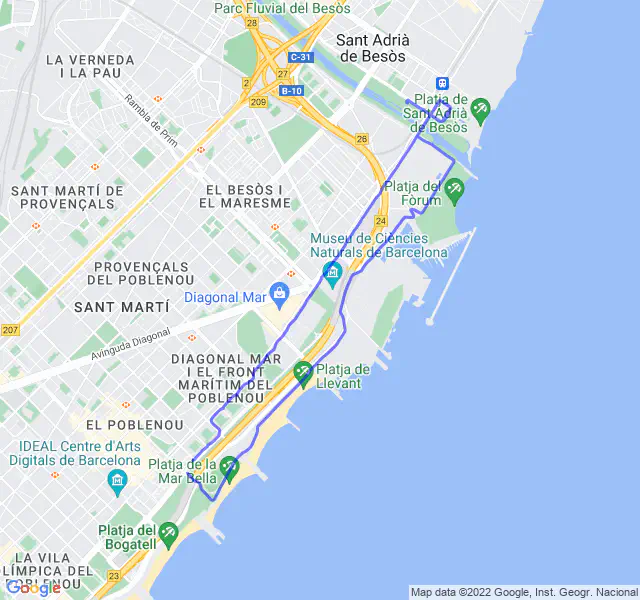 Parc Fluvial del Besòs
28
Sant Adrià
de Besòs
LA VERNEDA
I LA PAU
C-31
27
2
B-10
209
Rambla de Prim
Platja de
Sant Adrià
de Besòs
26
SANT MARTÍ DE
PROVENÇALS
EL BESÒS I
EL MARESME
Platja del
Fòrum
24
Museu de Ciències
Naturals de Barcelona
PROVENÇALS
DEL POBLENOU
Diagonal Mar
SANT MARTÍ
207
Avinguda Diagonal
DIAGONAL MAR
I EL FRONT
MARÍTIM DEL
POBLENOU
Platja de
Llevant
EL POBLENOU
IDEAL Centre d'Arts
Digitals de Barcelona
Platja de la
Mar Bella
Platja del
Bogatell
LA VILA
OLÍMPICA DEL
POBLENOU
23
Google
Map data ©2022 Google, Inst. Geogr. Nacional